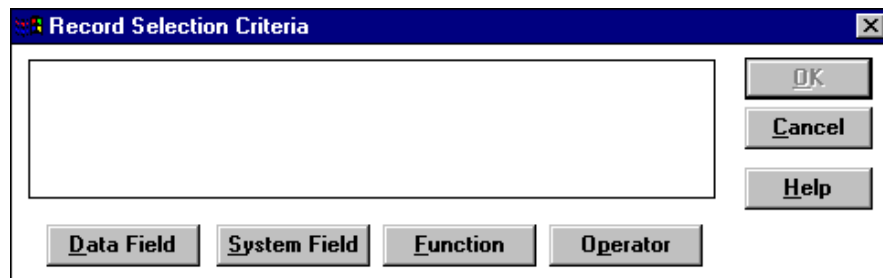 Record Selection Criteria
OK
Cancel
Help
Data Field
System Field
Function
Operator